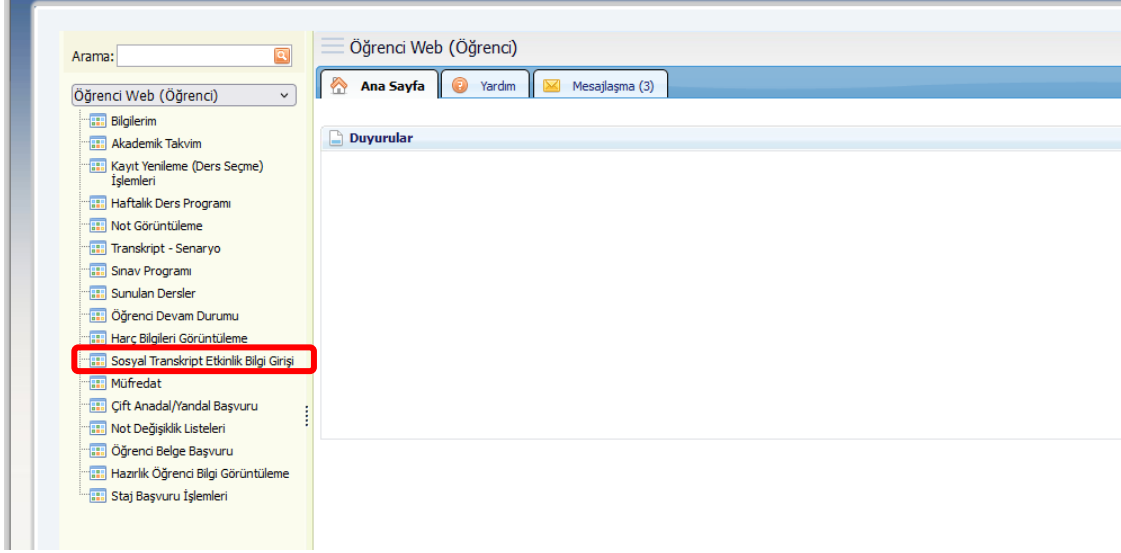 Arama:
Öğrenci Web (Öğrenci)
Bilgilerim
Akademik Takvim
Kayıt Yenileme (Ders Seçme)
İşlemleri
Haftalık Ders Programı
Not Görüntüleme
Transkript - Senaryo
Sınav Programı
Sunulan Dersler
Öğrenci Devam Durumu
Harç Bilgileri Görüntüleme
Sosyal Transkript Etkinlik Bilgi Girişi
Müfredat
Çift Anadal/Yandal Başvuru
Not Değişiklik Listeleri
Öğrenci Belge Başvuru
Hazırlık Öğrenci Bilgi Görüntüleme
Staj Başvuru İşlemleri
Öğrenci Web (Öğrenci)
Ana Sayfa Yardım Mesajlaşma (3)
Duyurular